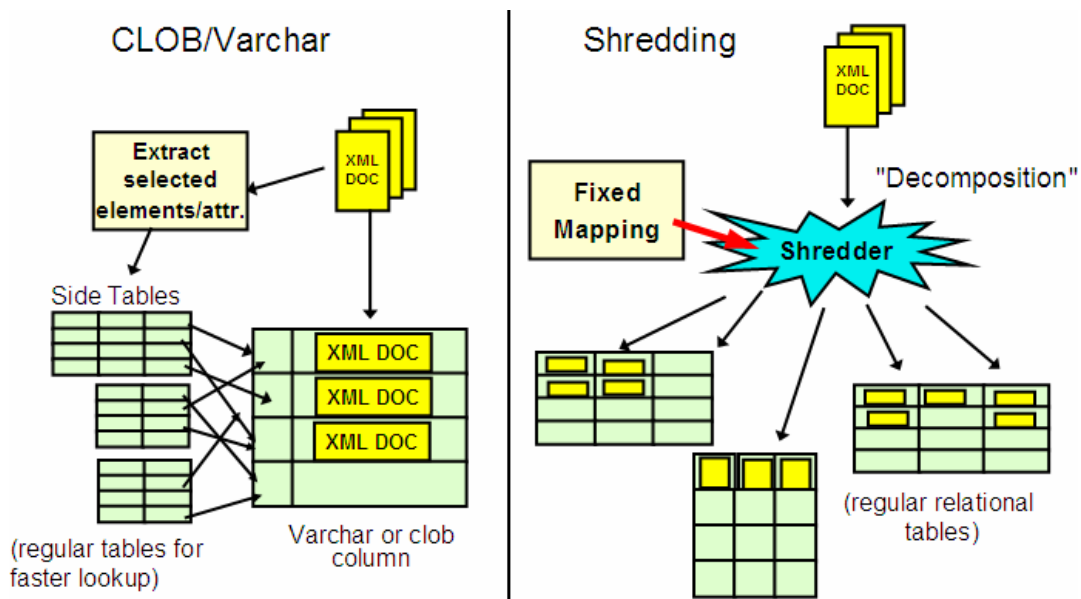 CLOB/Varchar
XML
DOC
Extract
selected
elements/attr.
Side Tables
XML DOC
XML DOC
XML DOC
(regular tables for
faster lookup)
Varchar or clob
column
Shredding
XML
DOC
"Decomposition"
Fixed
Mapping
Shredder
(regular relational
tables)